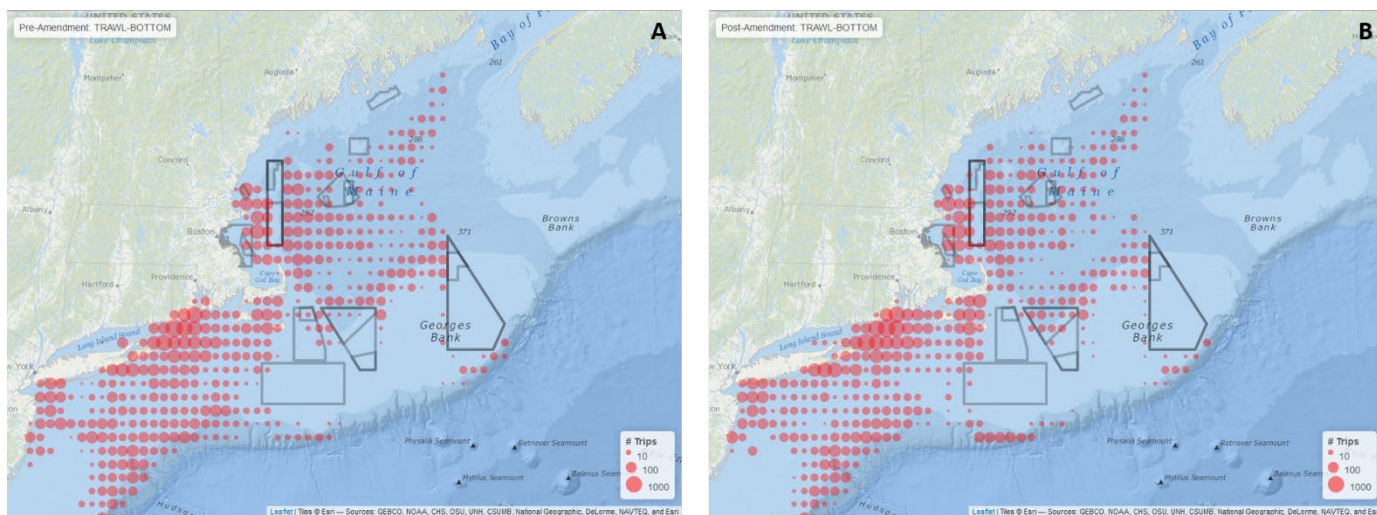 Pre-Amendment: TRAWL-BOTTOM
A
UNITED STATES
Lake Champlain
Montpelier
Augusta
Bay of
261
288
Concord
Gulf of
Maine
292
Albany
Boston
371
Browns
Bank
Providence
Cape
Cod Bay
Hartford
Long Island Sound
Georges
Bank
York
# Trips
10
100
1000
Physalia Seamount
Retriever Seamount
Mytilus Seamount
Balanus Seam
Hudson
Leaflet | Tiles © Esri — Sources: GEBCO, NOAA, CHS, OSU, UNH, CSUMB, National Geographic, DeLorme, NAVTEQ, and Esri
Post-Amendment: TRAWL-BOTTOM
B
UNITED STATES
Lake Champlain
Montpelier
Augusta
Bay of
261
288
Concord
Gulf of
Maine
292
Albany
Boston
371
Browns
Bank
Providence
Cape
Cod Bay
Hartford
Long Island Sound
Georges
Bank
York
# Trips
10
100
1000
Physalia Seamount
Retriever Seamount
Mytilus Seamount
Balanus Seam
Hudson
Leaflet | Tiles © Esri — Sources: GEBCO, NOAA, CHS, OSU, UNH, CSUMB, National Geographic, DeLorme, NAVTEQ, and Esri